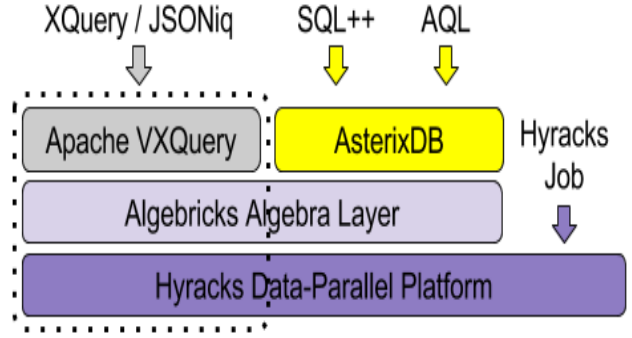 XQuery / JSONiq
SQL++
AQL
Apache VXQuery
AsterixDB
Hyracks
Job
Algebricks Algebra Layer
Hyracks Data-Parallel Platform